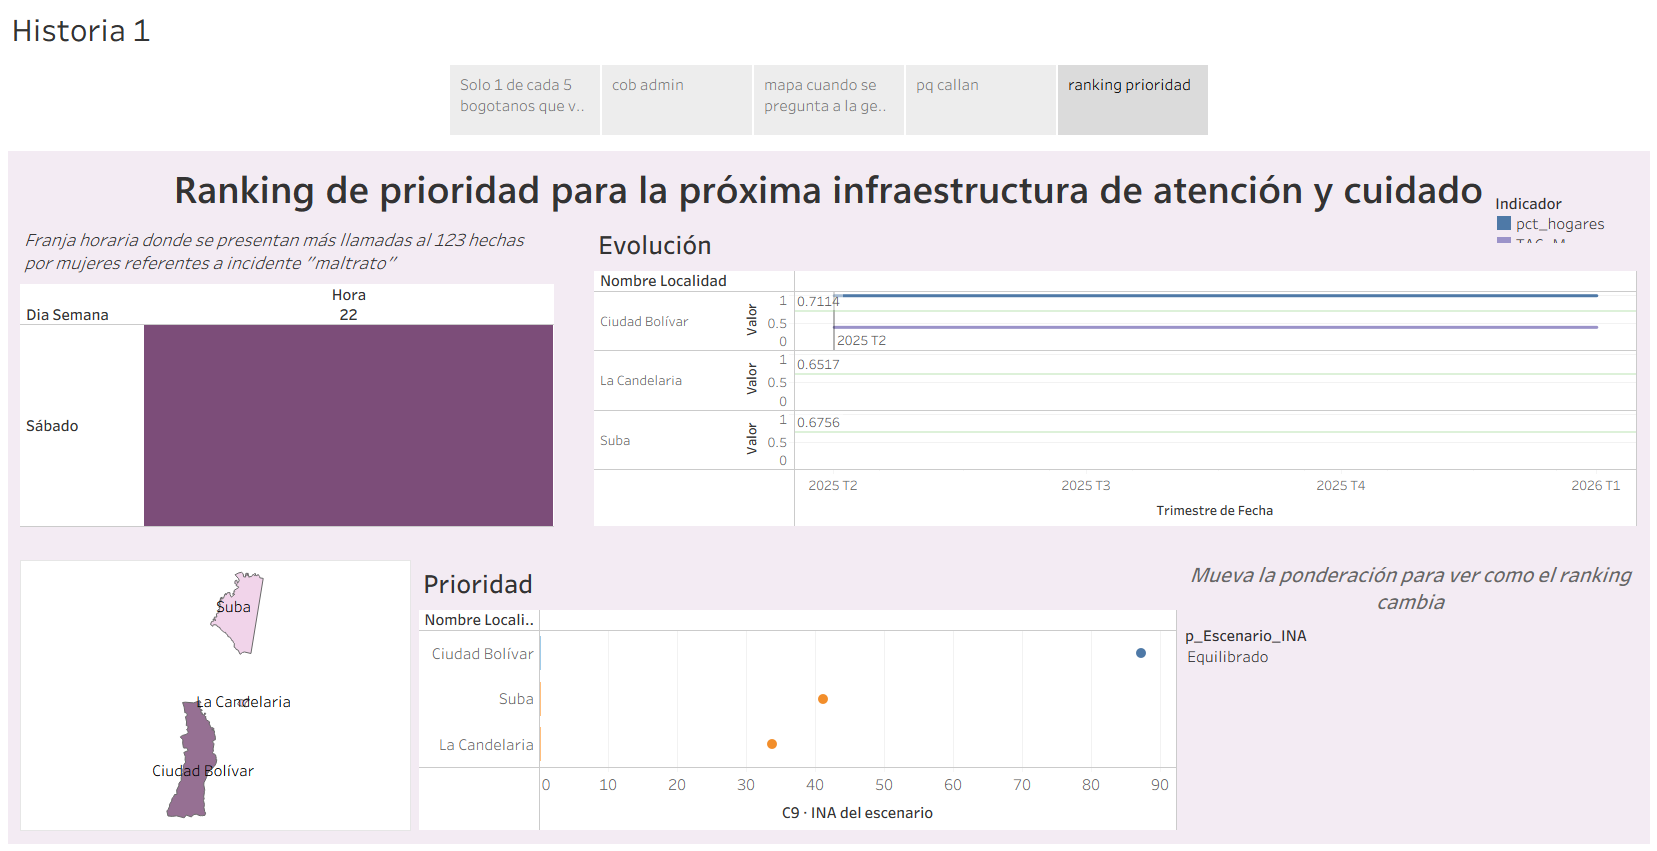 Historia 1
Solo 1 de cada 5
bogotanos que v..
cob admin
mapa cuando se
pregunta a la ge..
pq callan
ranking prioridad
Ranking de prioridad para la próxima infraestructura de atención y cuidado
Indicador
pct_hogares
TAC_M
Franja horaria donde se presentan más llamadas al 123 hechas
por mujeres referentes a incidente "maltrato"
Hora
Dia Semana
22
Sábado
Evolución
Nombre Localidad
Ciudad Bolívar
Valor
1
0.5
0
0.7114
2025 T2
La Candelaria
Valor
1
0.5
0
0.6517
Suba
Valor
1
0.5
0
0.6756
2025 T2
2025 T3
2025 T4
2026 T1
Trimestre de Fecha
Suba
La Candelaria
Ciudad Bolívar
Prioridad
Nombre Locali..
Ciudad Bolívar
Suba
La Candelaria
0
10
20
30
40
50
60
70
80
90
C9 · INA del escenario
Mueva la ponderación para ver como el ranking
cambia
p_Escenario_INA
Equilibrado